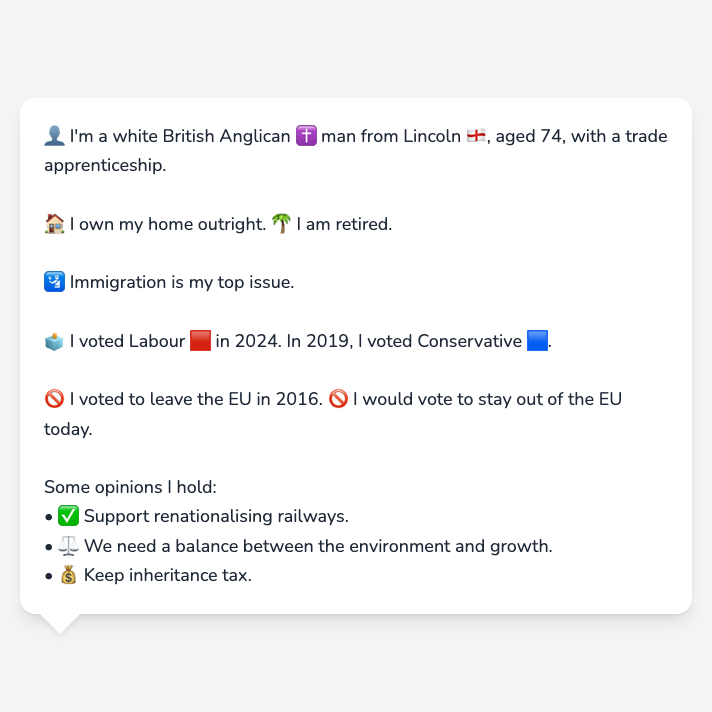 👤 I'm a white British Anglican ✝️ man from Lincoln 🏴󠁧󠁢󠁥󠁮󠁧󠁿, aged 74, with a trade
apprenticeship.
🏠 I own my home outright. 🌴 I am retired.
🛂 Immigration is my top issue.
🗳️ I voted Labour 🟥 in 2024. In 2019, I voted Conservative 🟦.
🚫 I voted to leave the EU in 2016. 🚫 I would vote to stay out of the EU
today.
Some opinions I hold:
• ✅ Support renationalising railways.
• ⚖️ We need a balance between the environment and growth.
• 💰 Keep inheritance tax.